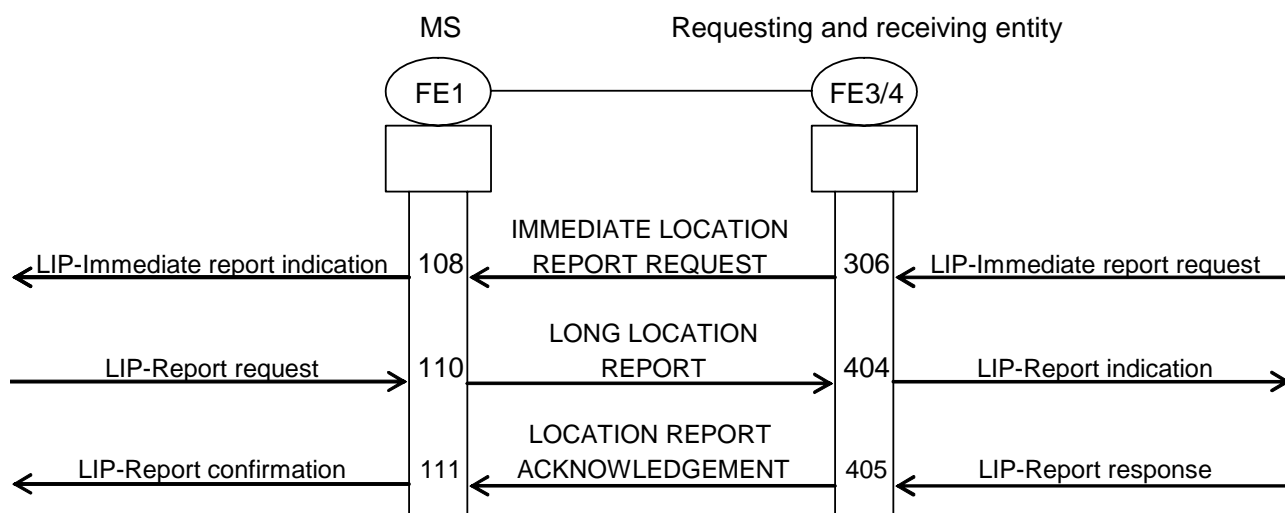 MS
Requesting and receiving entity
FE1
FE3/4
IMMEDIATE LOCATION
LIP-Immediate report indication
108
REPORT REQUEST
306
LIP-Immediate report request
LONG LOCATION
LIP-Report request
110
REPORT
404
LIP-Report indication
LOCATION REPORT
LIP-Report confirmation
111
ACKNOWLEDGEMENT
405
LIP-Report response